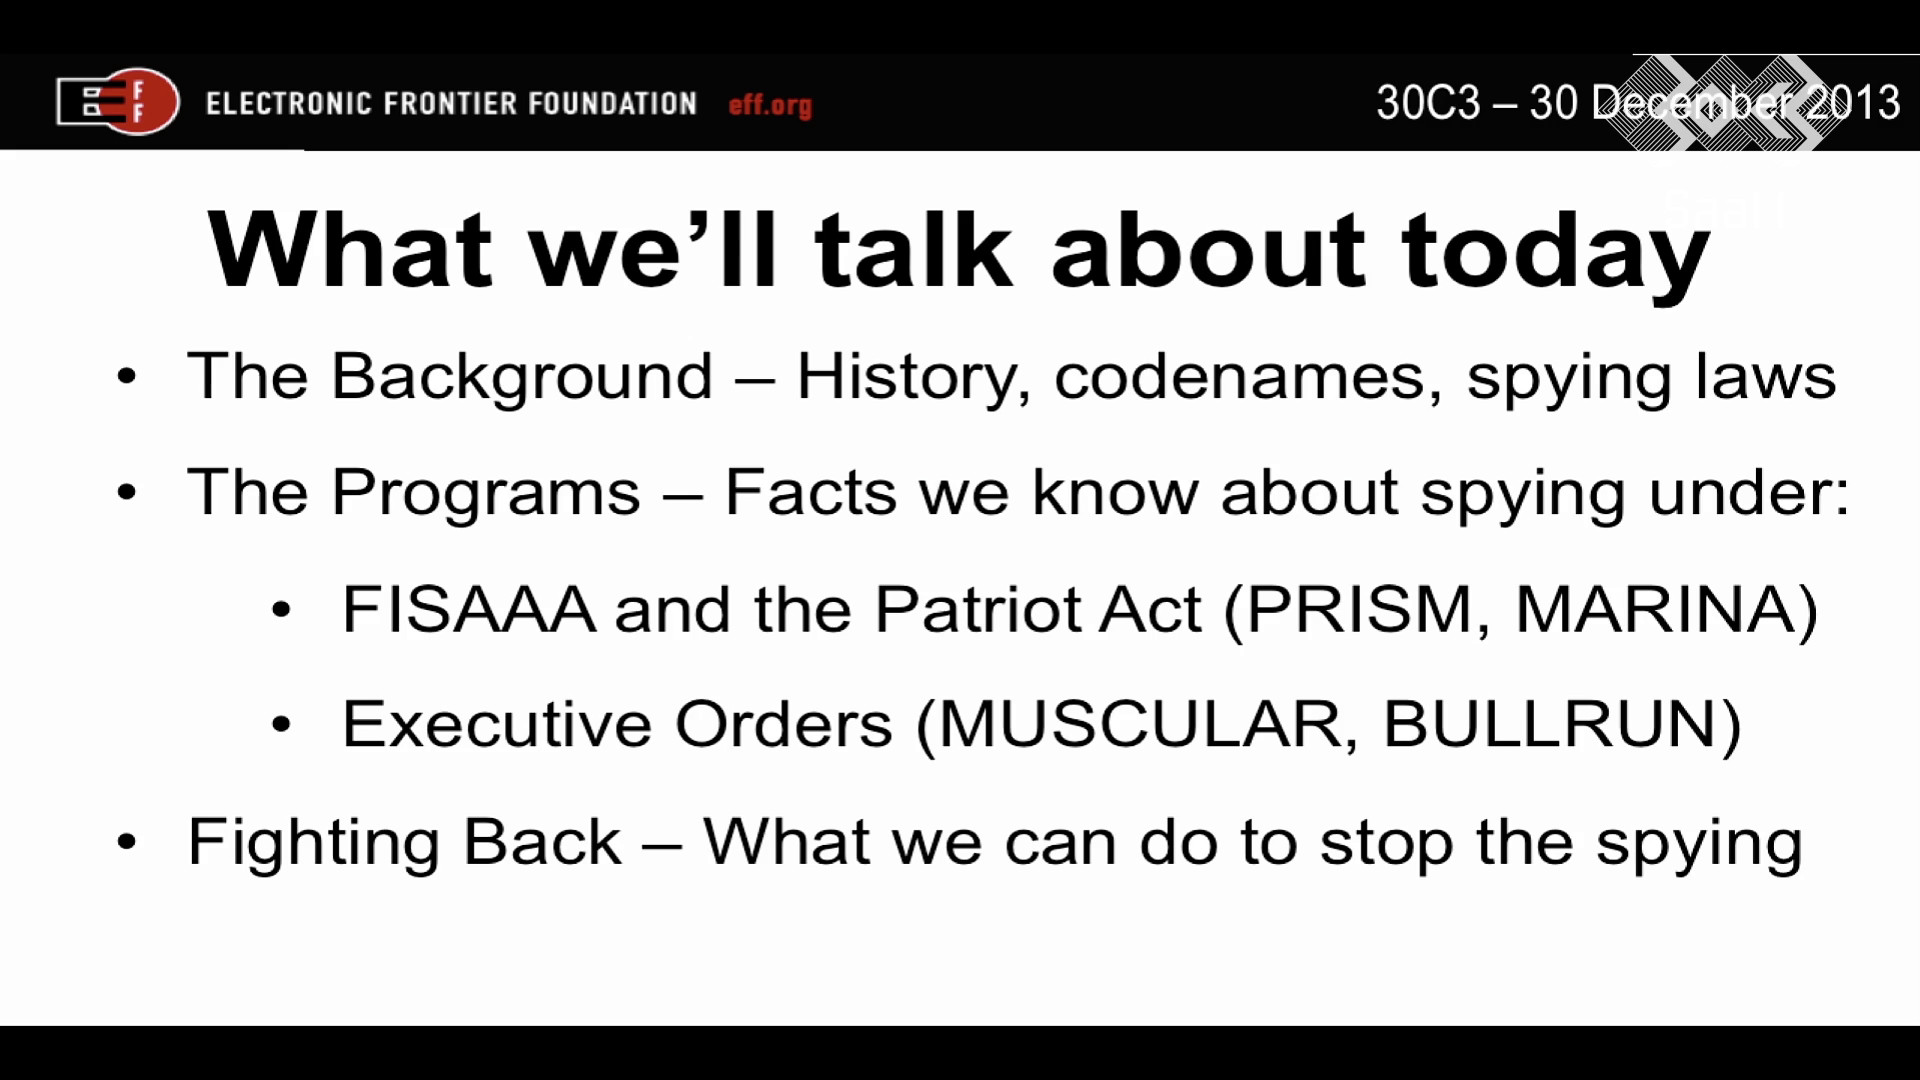 EFF ELECTRONIC FRONTIER FOUNDATION eff.org 30C3 – 30 December 2013
What we’ll talk about today
• The Background – History, codenames, spying laws
• The Programs – Facts we know about spying under:
• FISAAA and the Patriot Act (PRISM, MARINA)
• Executive Orders (MUSCULAR, BULLRUN)
• Fighting Back – What we can do to stop the spying